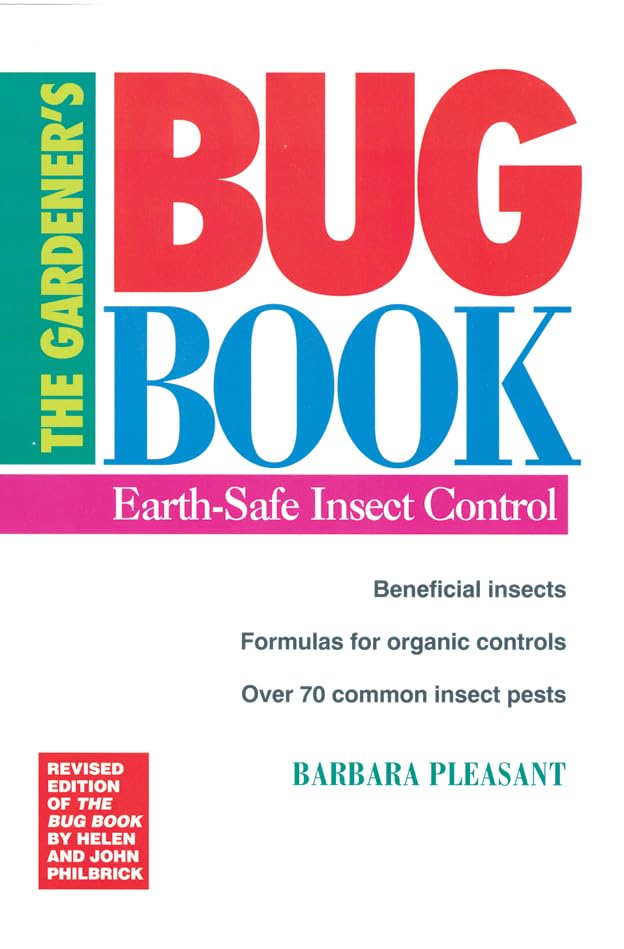 THE GARDENER'S
BUG
BOOK
Earth-Safe Insect Control
Beneficial insects
Formulas for organic controls
Over 70 common insect pests
BARBARA PLEASANT
REVISED
EDITION
OF THE
BUG BOOK
BY HELEN
AND JOHN
PHILBRICK